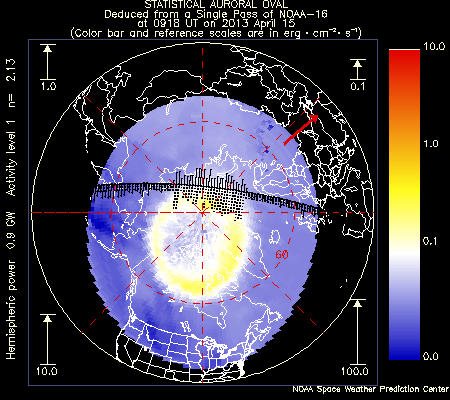 STATISTICAL AURORAL OVAL
Deduced from a Single Pass of NOAA-16
at 0918 UT on 2013 April 15
(Color bar and reference scales are in erg · cm⁻² · s⁻¹)
Hemispheric power 0.9 GW Activity level 1 n= 2.13
1.0
0.1
60
10.0
100.0
10.0
1.0
0.1
0.0
NOAA Space Weather Prediction Center